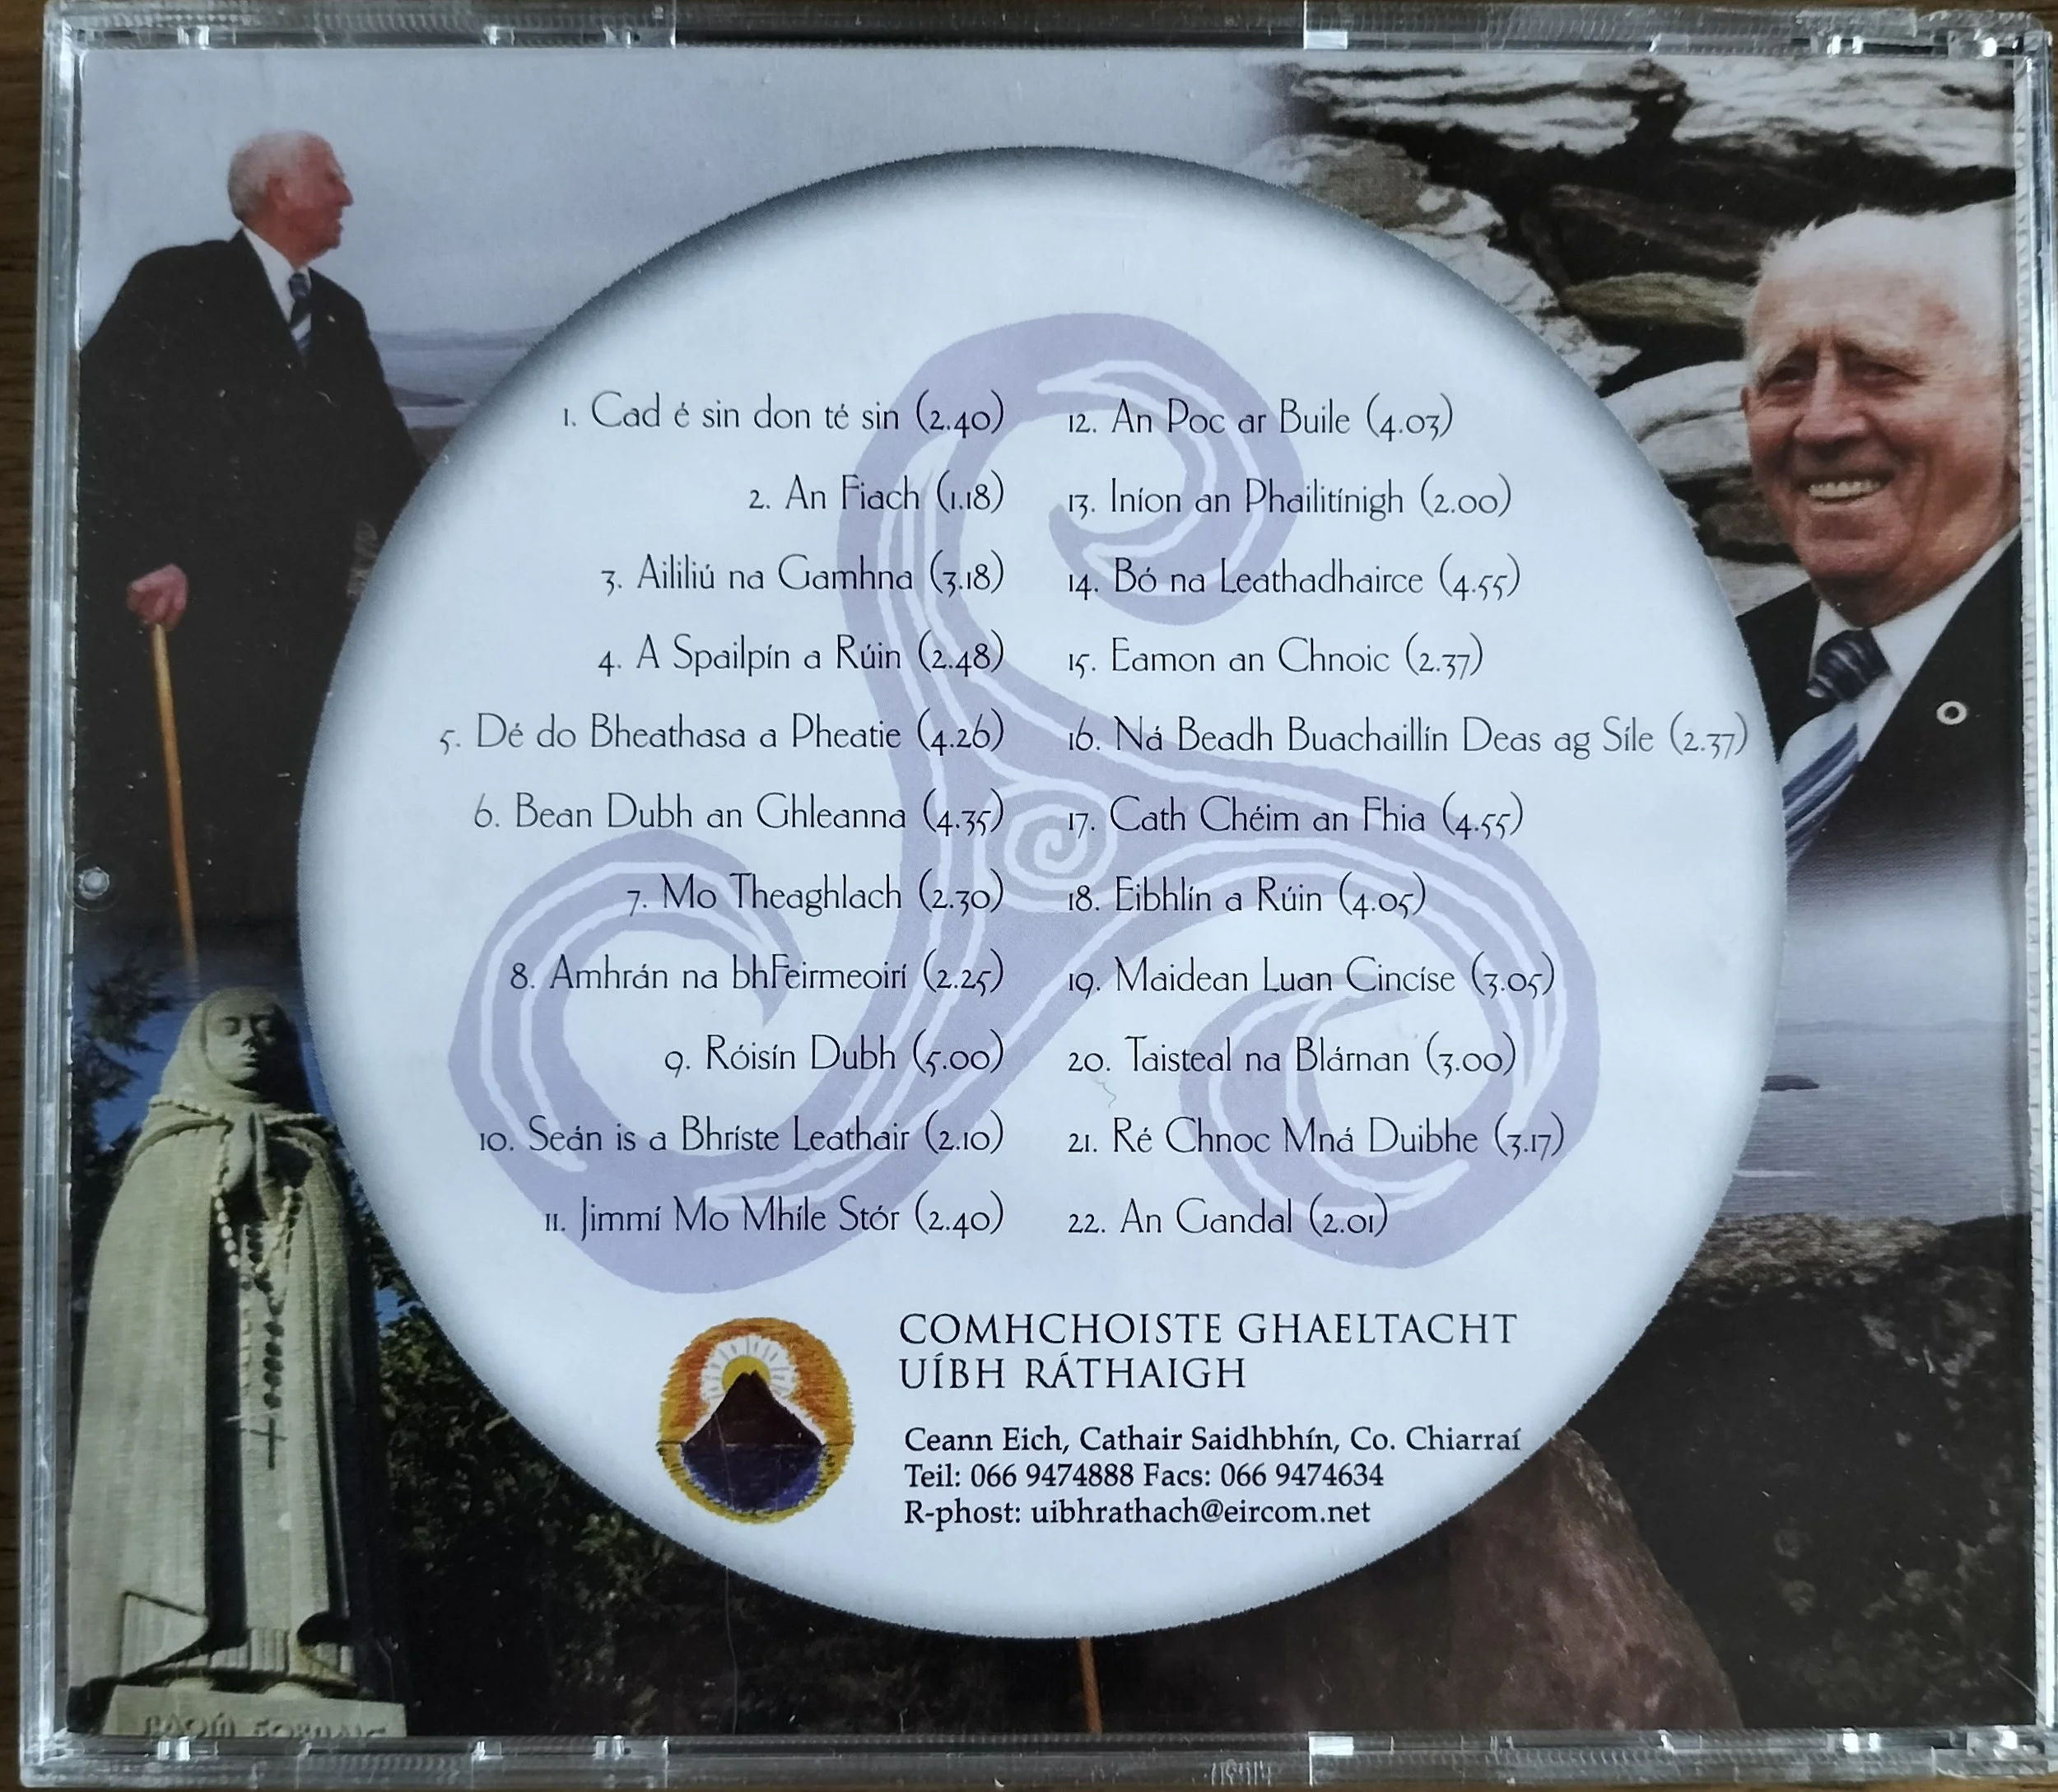 1. Cad é sin don té sin (2.40)
2. An Fiach (1.18)
3. Aililiú na Gamhna (3.18)
4. A Spailpín a Rúin (2.48)
5. Dé do Bheathasa a Pheatie (4.26)
6. Bean Dubh an Ghleanna (4.35)
7. Mo Theaghlach (2.30)
8. Amhrán na bhFeirmeoirí (2.25)
9. Róisín Dubh (5.00)
10. Seán is a Bhríste Leathair (2.10)
11. Jimmí Mo Mhíle Stór (2.40)
12. An Poc ar Buile (4.03)
13. Iníon an Phailitínigh (2.00)
14. Bó na Leathadhairce (4.55)
15. Eamon an Chnoic (2.37)
16. Ná Beadh Buachaillín Deas ag Síle (2.37)
17. Cath Chéim an Fhia (4.55)
18. Eibhlín a Rúin (4.05)
19. Maidean Luan Cincíse (3.05)
20. Taisteal na Blárnan (3.00)
21. Ré Chnoc Mná Duibhe (3.17)
22. An Gandal (2.01)
COMHCHOISTE GHAELTACHT
UÍBH RÁTHAIGH
Ceann Eich, Cathair Saidhbhín, Co. Chiarraí
Teil: 066 9474888 Facs: 066 9474634
R-phost: uibhrathach@eircom.net